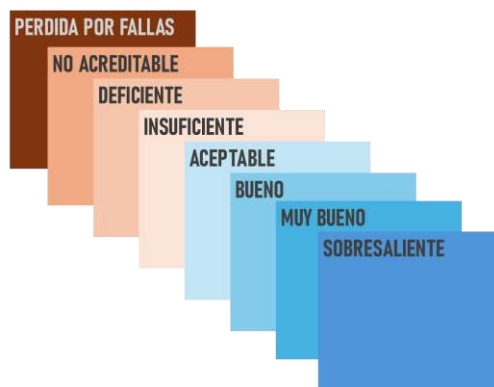 PERDIDA POR FALLAS
NO ACREDITABLE
DEFICIENTE
INSUFICIENTE
ACEPTABLE
BUENO
MUY BUENO
SOBRESALIENTE